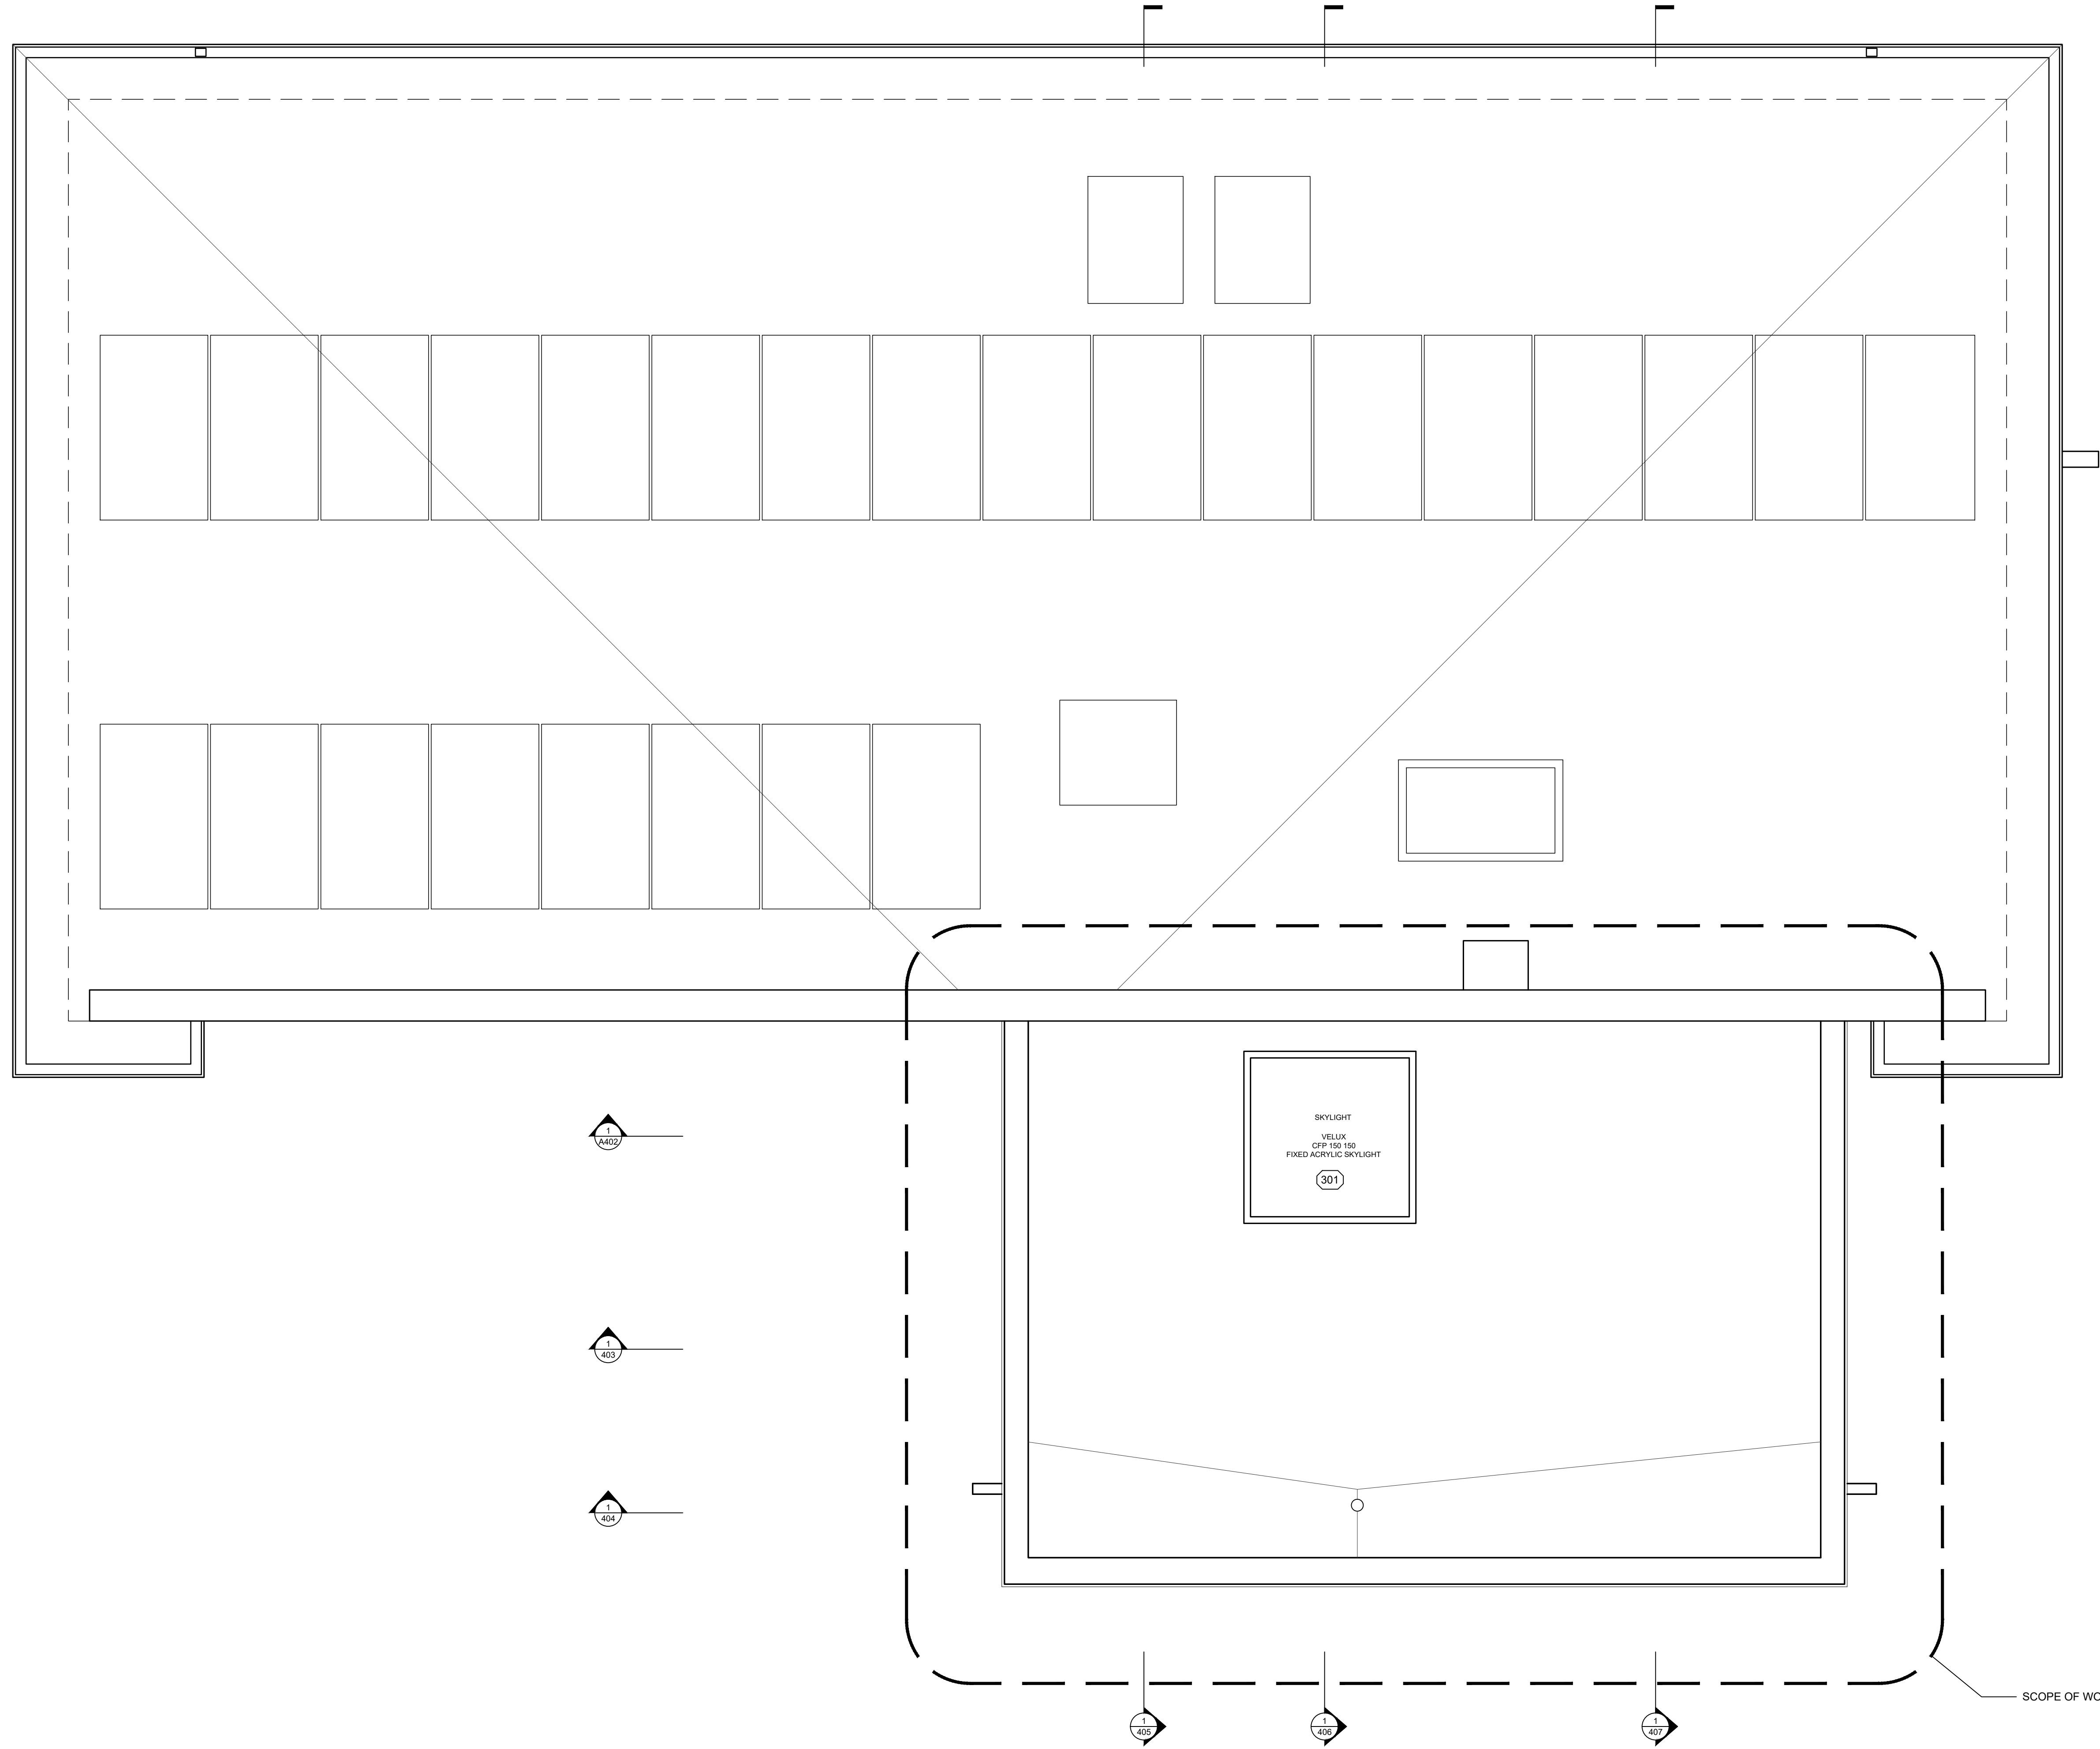 SKYLIGHT
VELUX
CFP 150 150
FIXED ACRYLIC SKYLIGHT
301
1
A402
1
403
1
404
SCOPE OF WO
1
405
1
406
1
407